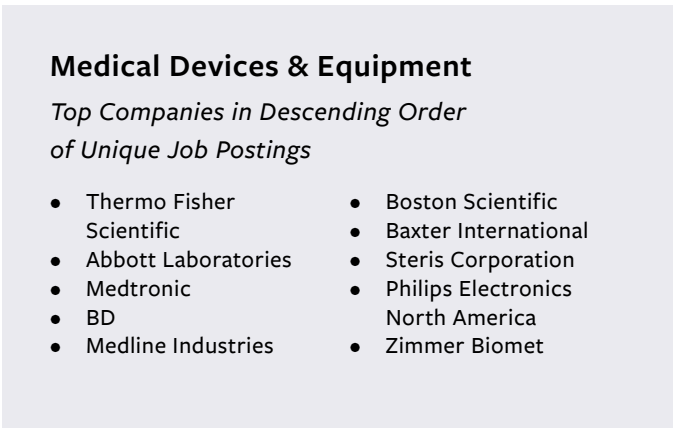 Medical Devices & Equipment
Top Companies in Descending Order
of Unique Job Postings
• Thermo Fisher
Scientific
• Abbott Laboratories
• Medtronic
• BD
• Medline Industries
• Boston Scientific
• Baxter International
• Steris Corporation
• Philips Electronics
North America
• Zimmer Biomet